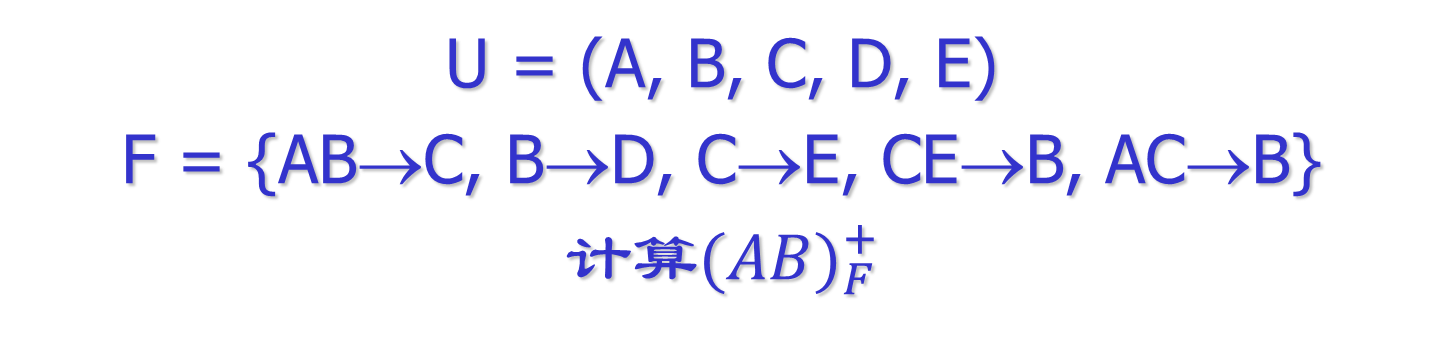 U = (A, B, C, D, E)
F = {AB→C, B→D, C→E, CE→B, AC→B}
计算(AB)⁺_F